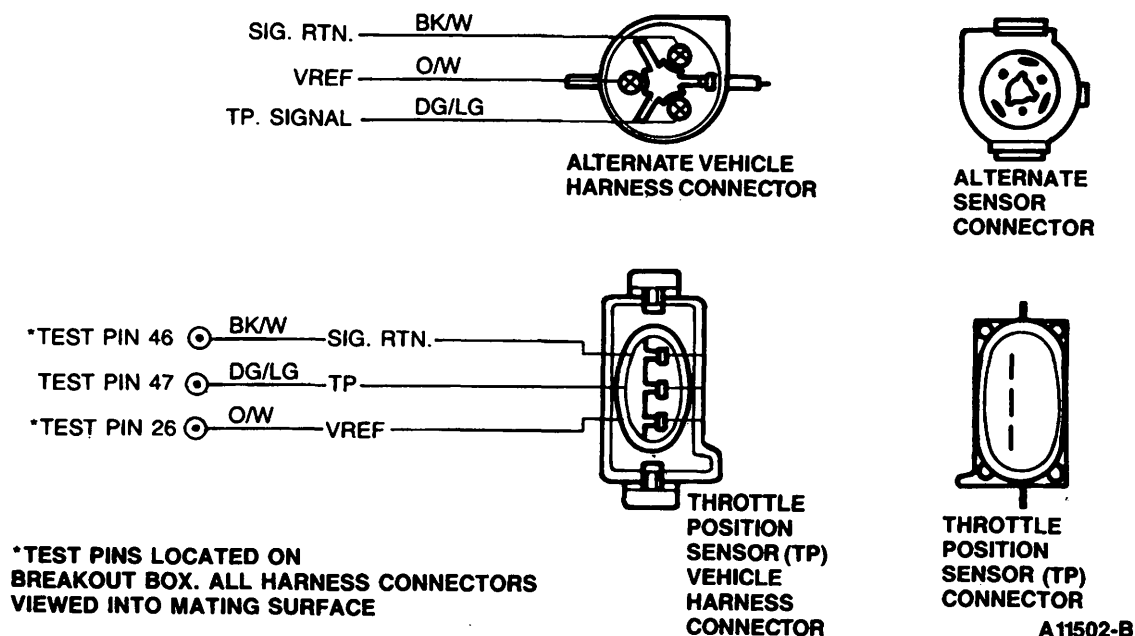 SIG. RTN. BK/W
VREF O/W
TP. SIGNAL DG/LG
ALTERNATE VEHICLE
HARNESS CONNECTOR
ALTERNATE
SENSOR
CONNECTOR
*TEST PIN 46 BK/W SIG. RTN.
TEST PIN 47 DG/LG TP
*TEST PIN 26 O/W VREF
*TEST PINS LOCATED ON
BREAKOUT BOX. ALL HARNESS CONNECTORS
VIEWED INTO MATING SURFACE
THROTTLE
POSITION
SENSOR (TP)
VEHICLE
HARNESS
CONNECTOR
THROTTLE
POSITION
SENSOR (TP)
CONNECTOR
A11502-B